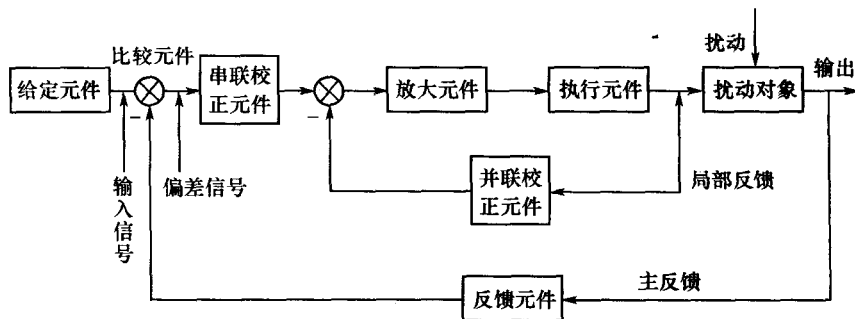 扰动
比较元件
输出
给定元件
串联校
正元件
放大元件
执行元件
扰动对象
−
−
输入信号
偏差信号
并联校
正元件
局部反馈
主反馈
反馈元件